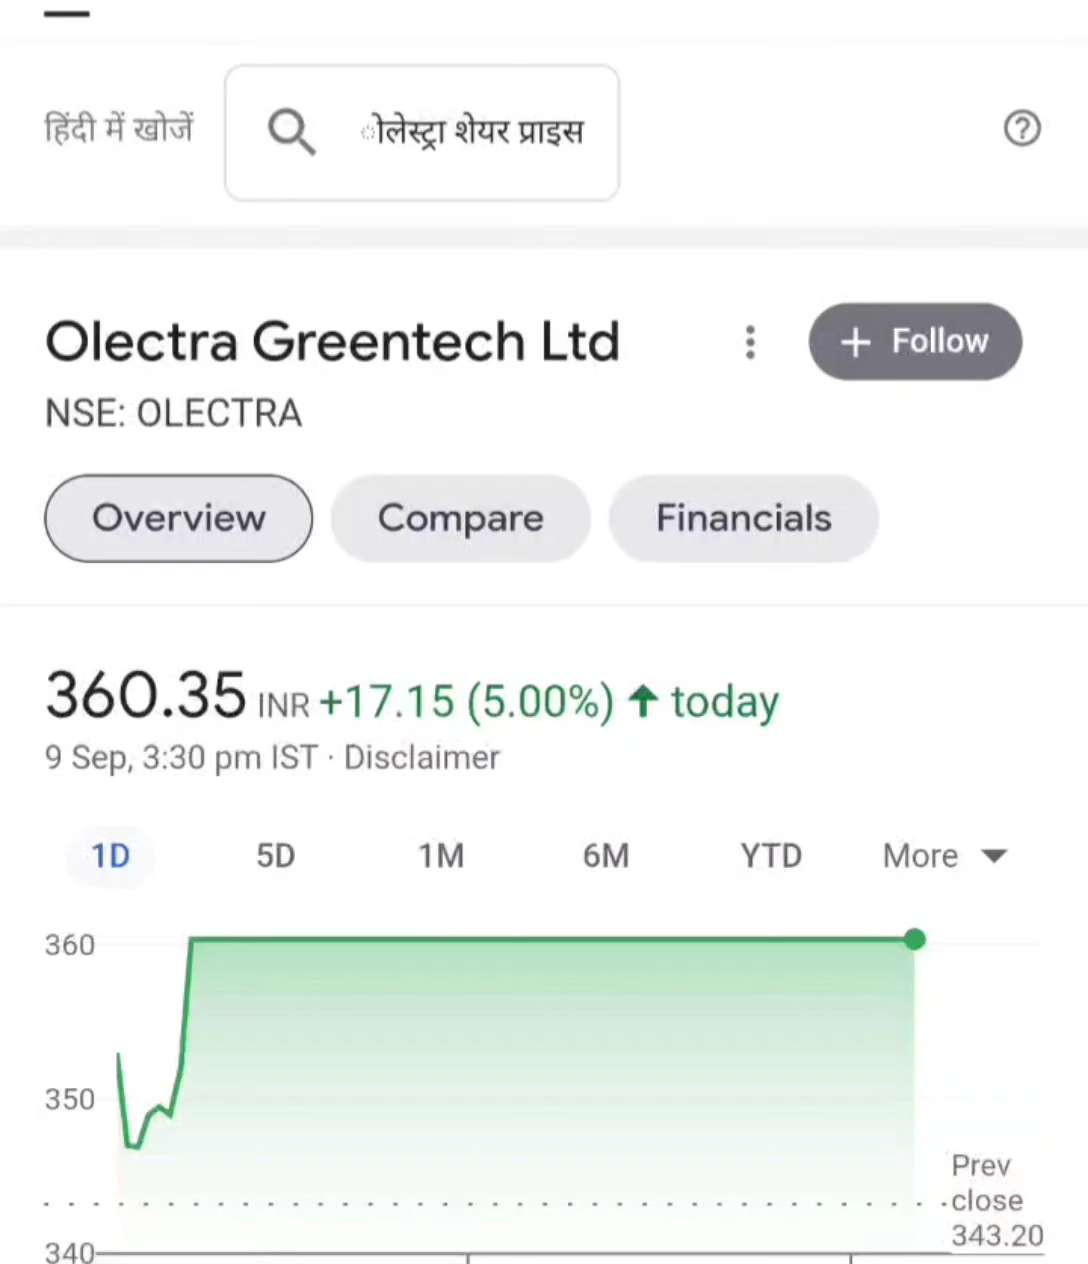 हिंदी में खोजें
ोलेस्ट्रा शेयर प्राइस
Olectra Greentech Ltd
+ Follow
NSE: OLECTRA
Overview
Compare
Financials
360.35 INR +17.15 (5.00%) ↑ today
9 Sep, 3:30 pm IST · Disclaimer
1D
5D
1M
6M
YTD
More
360
350
Prev
close
343.20
340